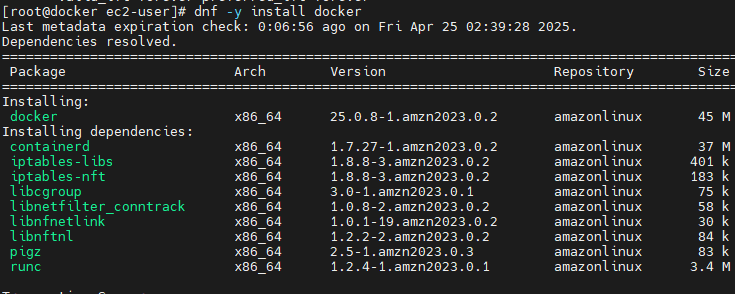 [root@docker ec2-user]# dnf -y install docker
Last metadata expiration check: 0:06:56 ago on Fri Apr 25 02:39:28 2025.
Dependencies resolved.
================================================================================
Package Arch Version Repository Size
================================================================================
Installing:
docker x86_64 25.0.8-1.amzn2023.0.2 amazonlinux 45 M
Installing dependencies:
containerd x86_64 1.7.27-1.amzn2023.0.2 amazonlinux 37 M
iptables-libs x86_64 1.8.8-3.amzn2023.0.2 amazonlinux 401 k
iptables-nft x86_64 1.8.8-3.amzn2023.0.2 amazonlinux 183 k
libcgroup x86_64 3.0-1.amzn2023.0.1 amazonlinux 75 k
libnetfilter_conntrack x86_64 1.0.8-2.amzn2023.0.2 amazonlinux 58 k
libnfnetlink x86_64 1.0.1-19.amzn2023.0.2 amazonlinux 30 k
libnftnl x86_64 1.2.2-2.amzn2023.0.2 amazonlinux 84 k
pigz x86_64 2.5-1.amzn2023.0.3 amazonlinux 83 k
runc x86_64 1.2.4-1.amzn2023.0.1 amazonlinux 3.4 M